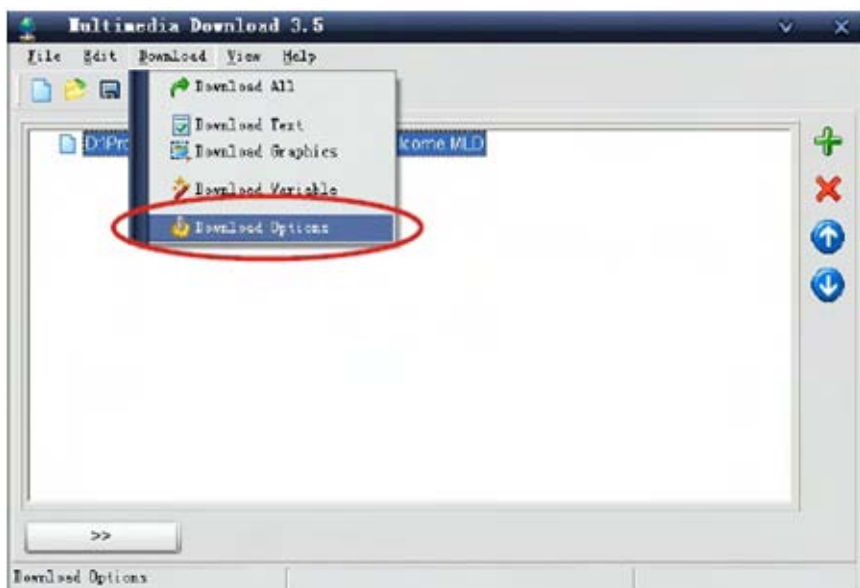 Multimedia Download 3.5
File Edit Download View Help
Download All
Download Text
D:\Pro lcome MLD
Download Graphics
Download Variable
Download Options
>>
Download Options